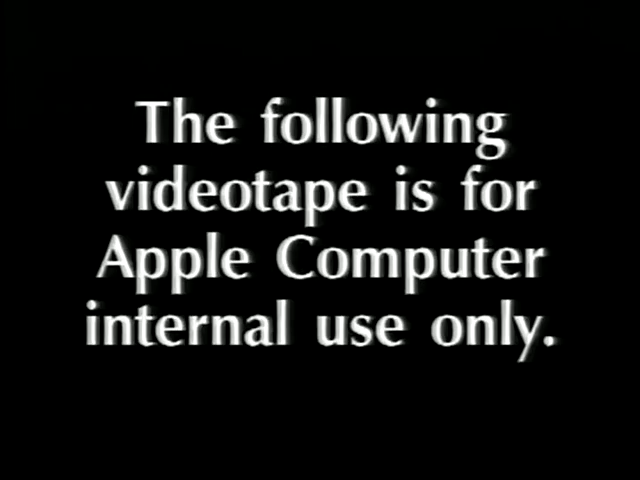 The following
videotape is for
Apple Computer
internal use only.